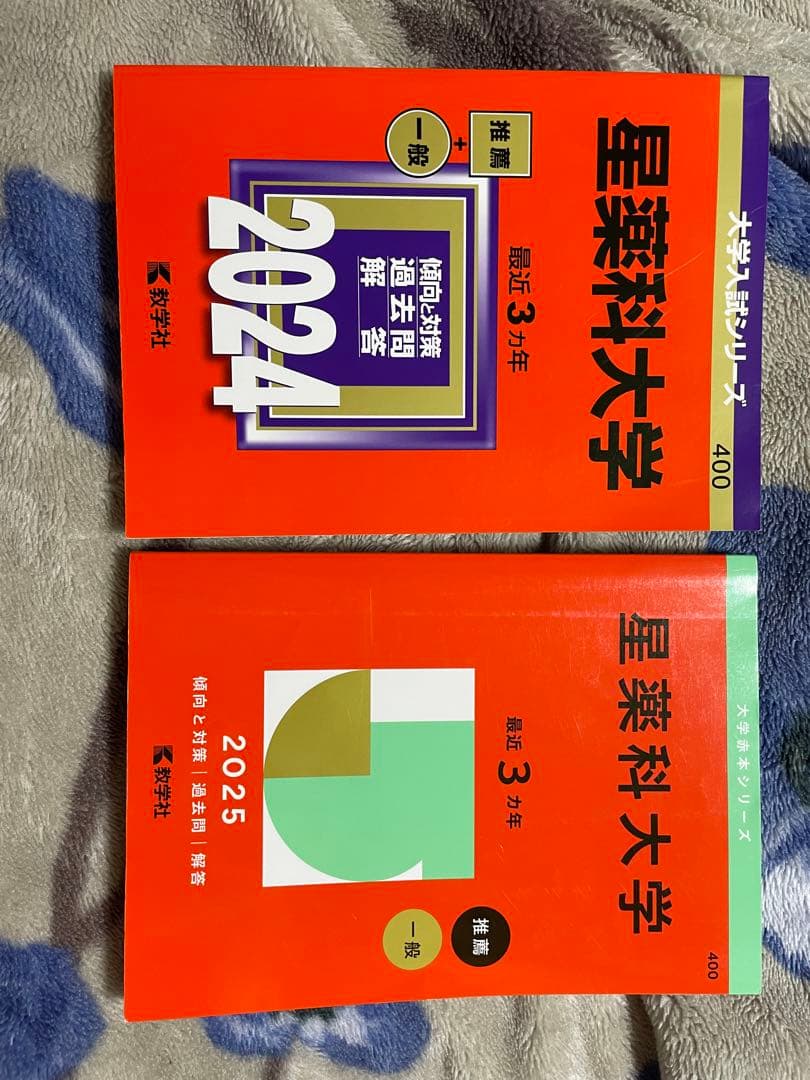 大学入試シリーズ
400
星薬科大学
推薦
+
一般
最近3カ年
傾向と対策
過去問
解答
2024
教学社
大学赤本シリーズ
400
星薬科大学
最近3カ年
推薦
一般
2025
傾向と対策|過去問|解答
教学社